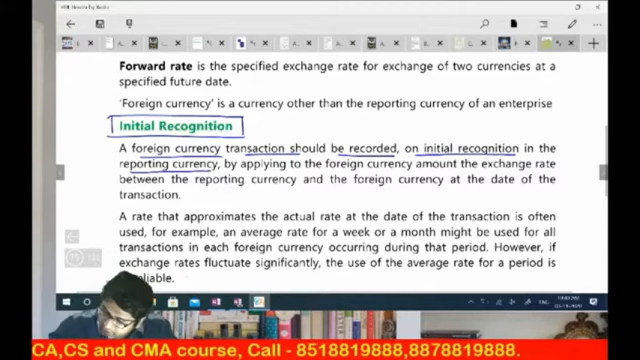 Forward rate is the specified exchange rate for exchange of two currencies at a
specified future date.
'Foreign currency' is a currency other than the reporting currency of an enterprise
Initial Recognition
A foreign currency transaction should be recorded, on initial recognition in the
reporting currency, by applying to the foreign currency amount the exchange rate
between the reporting currency and the foreign currency at the date of the
transaction.
A rate that approximates the actual rate at the date of the transaction is often
used, for example, an average rate for a week or a month might be used for all
transactions in each foreign currency occurring during that period. However, if
exchange rates fluctuate significantly, the use of the average rate for a period is
CA,CS and CMA course, Call - 8518819888,8878819888.